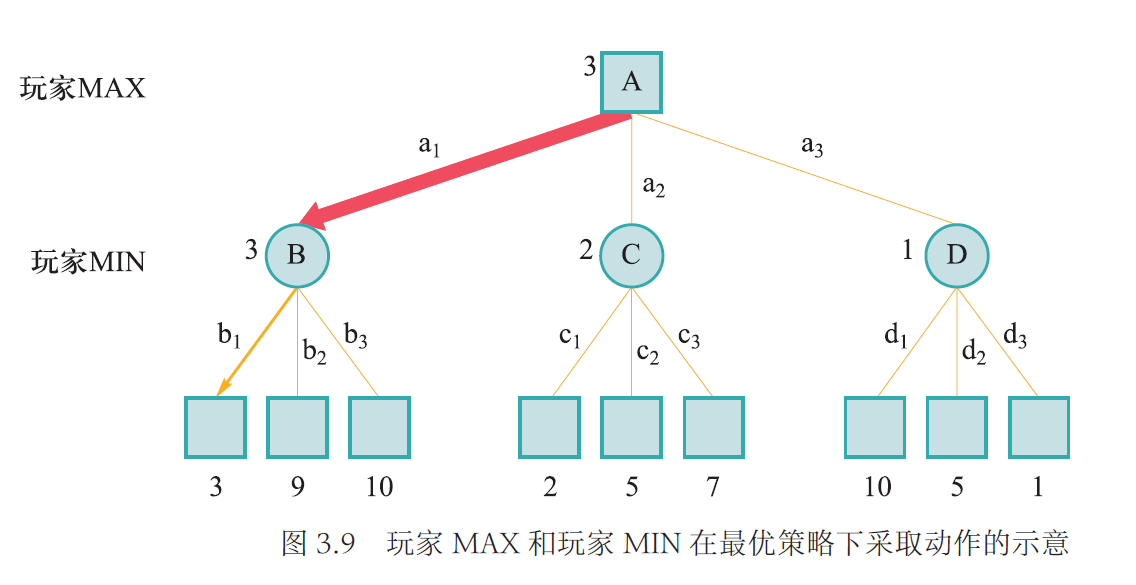 3 A
玩家MAX
a₁ a₃
a₂
玩家MIN 3 B 2 C 1 D
b₁ b₂ b₃ c₁ c₂ c₃ d₁ d₂ d₃
3 9 10 2 5 7 10 5 1
图 3.9 玩家 MAX 和玩家 MIN 在最优策略下采取动作的示意